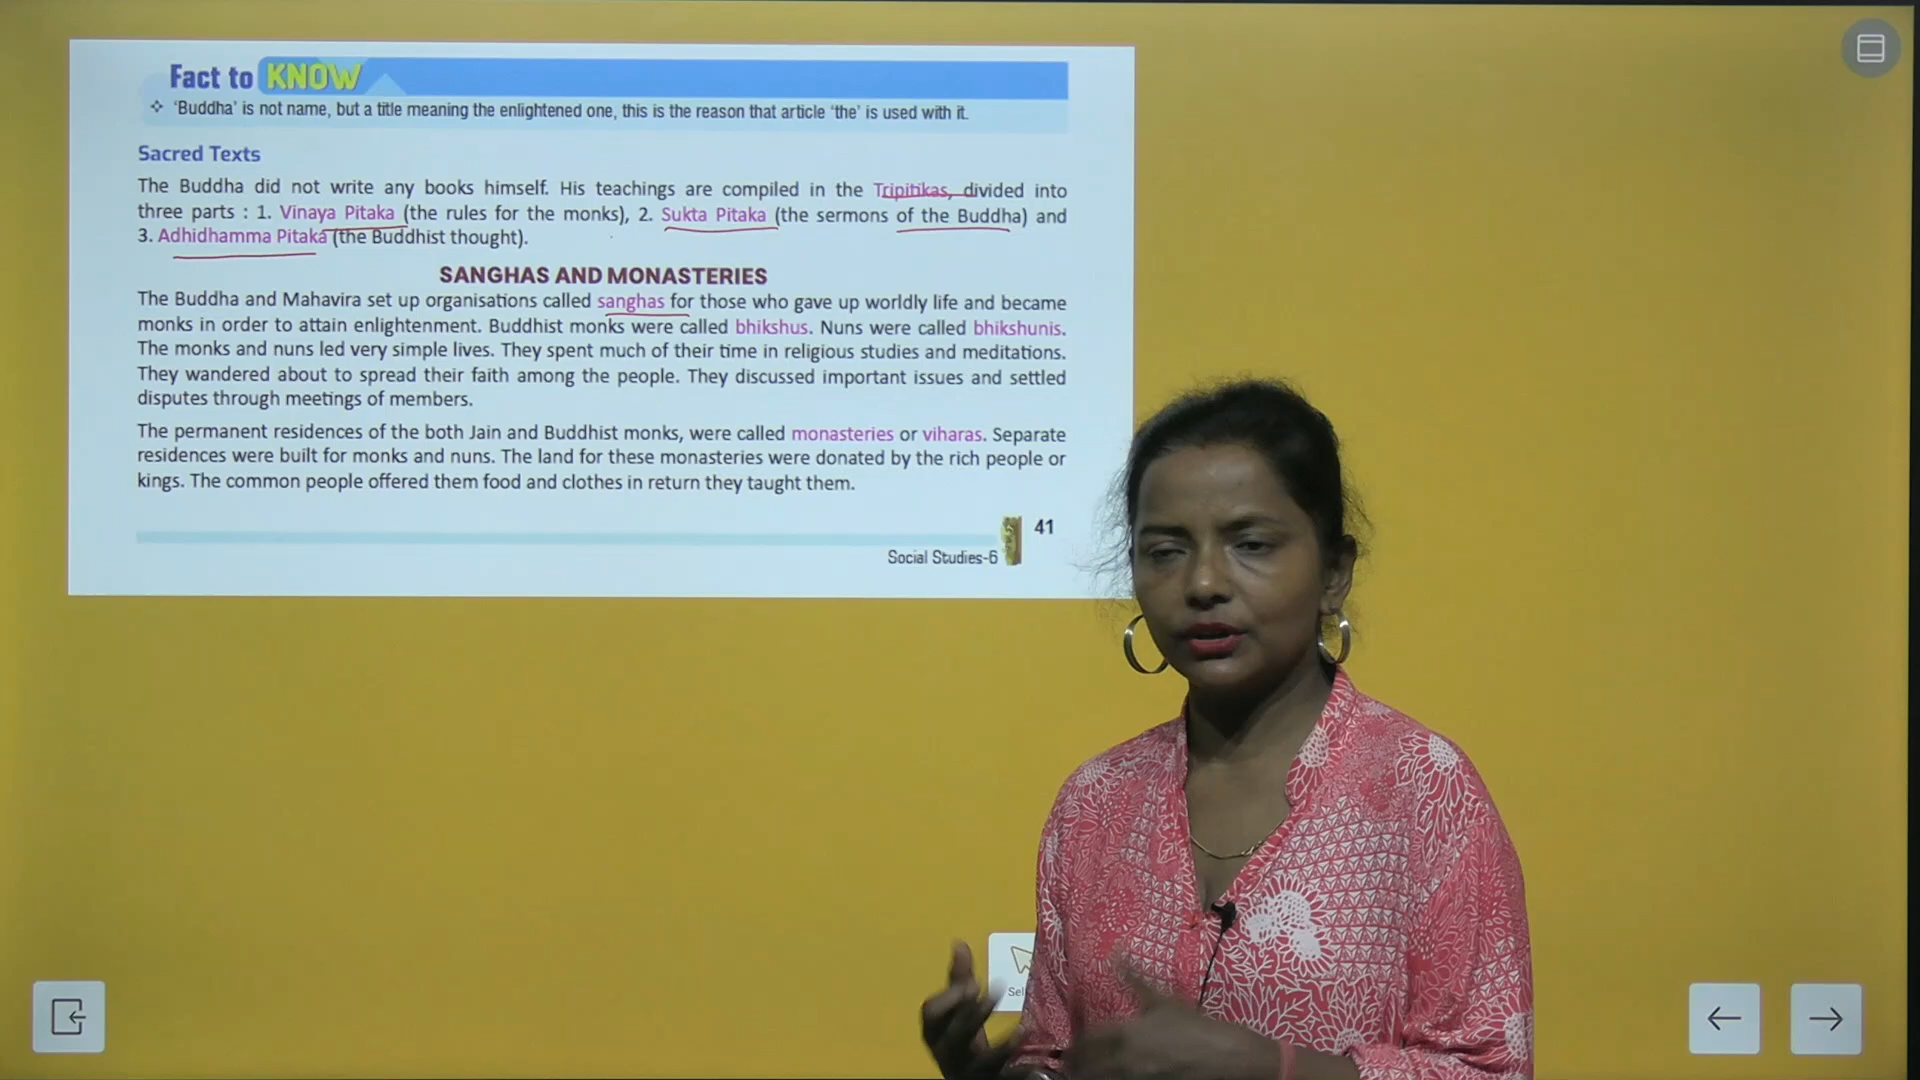 Fact to KNOW
❖ ‘Buddha’ is not name, but a title meaning the enlightened one, this is the reason that article ‘the’ is used with it.
Sacred Texts
The Buddha did not write any books himself. His teachings are compiled in the Tripitikas, divided into
three parts : 1. Vinaya Pitaka (the rules for the monks), 2. Sukta Pitaka (the sermons of the Buddha) and
3. Adhidhamma Pitaka (the Buddhist thought).
SANGHAS AND MONASTERIES
The Buddha and Mahavira set up organisations called sanghas for those who gave up worldly life and became
monks in order to attain enlightenment. Buddhist monks were called bhikshus. Nuns were called bhikshunis.
The monks and nuns led very simple lives. They spent much of their time in religious studies and meditations.
They wandered about to spread their faith among the people. They discussed important issues and settled
disputes through meetings of members.
The permanent residences of the both Jain and Buddhist monks, were called monasteries or viharas. Separate
residences were built for monks and nuns. The land for these monasteries were donated by the rich people or
kings. The common people offered them food and clothes in return they taught them.
41
Social Studies-6